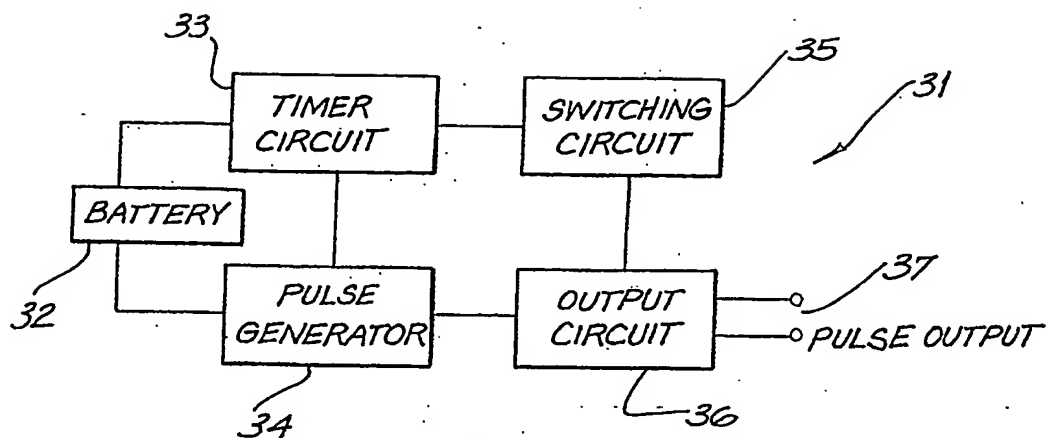 33
TIMER
CIRCUIT
SWITCHING
CIRCUIT
35
31
BATTERY
32
PULSE
GENERATOR
34
OUTPUT
CIRCUIT
36
37
PULSE OUTPUT